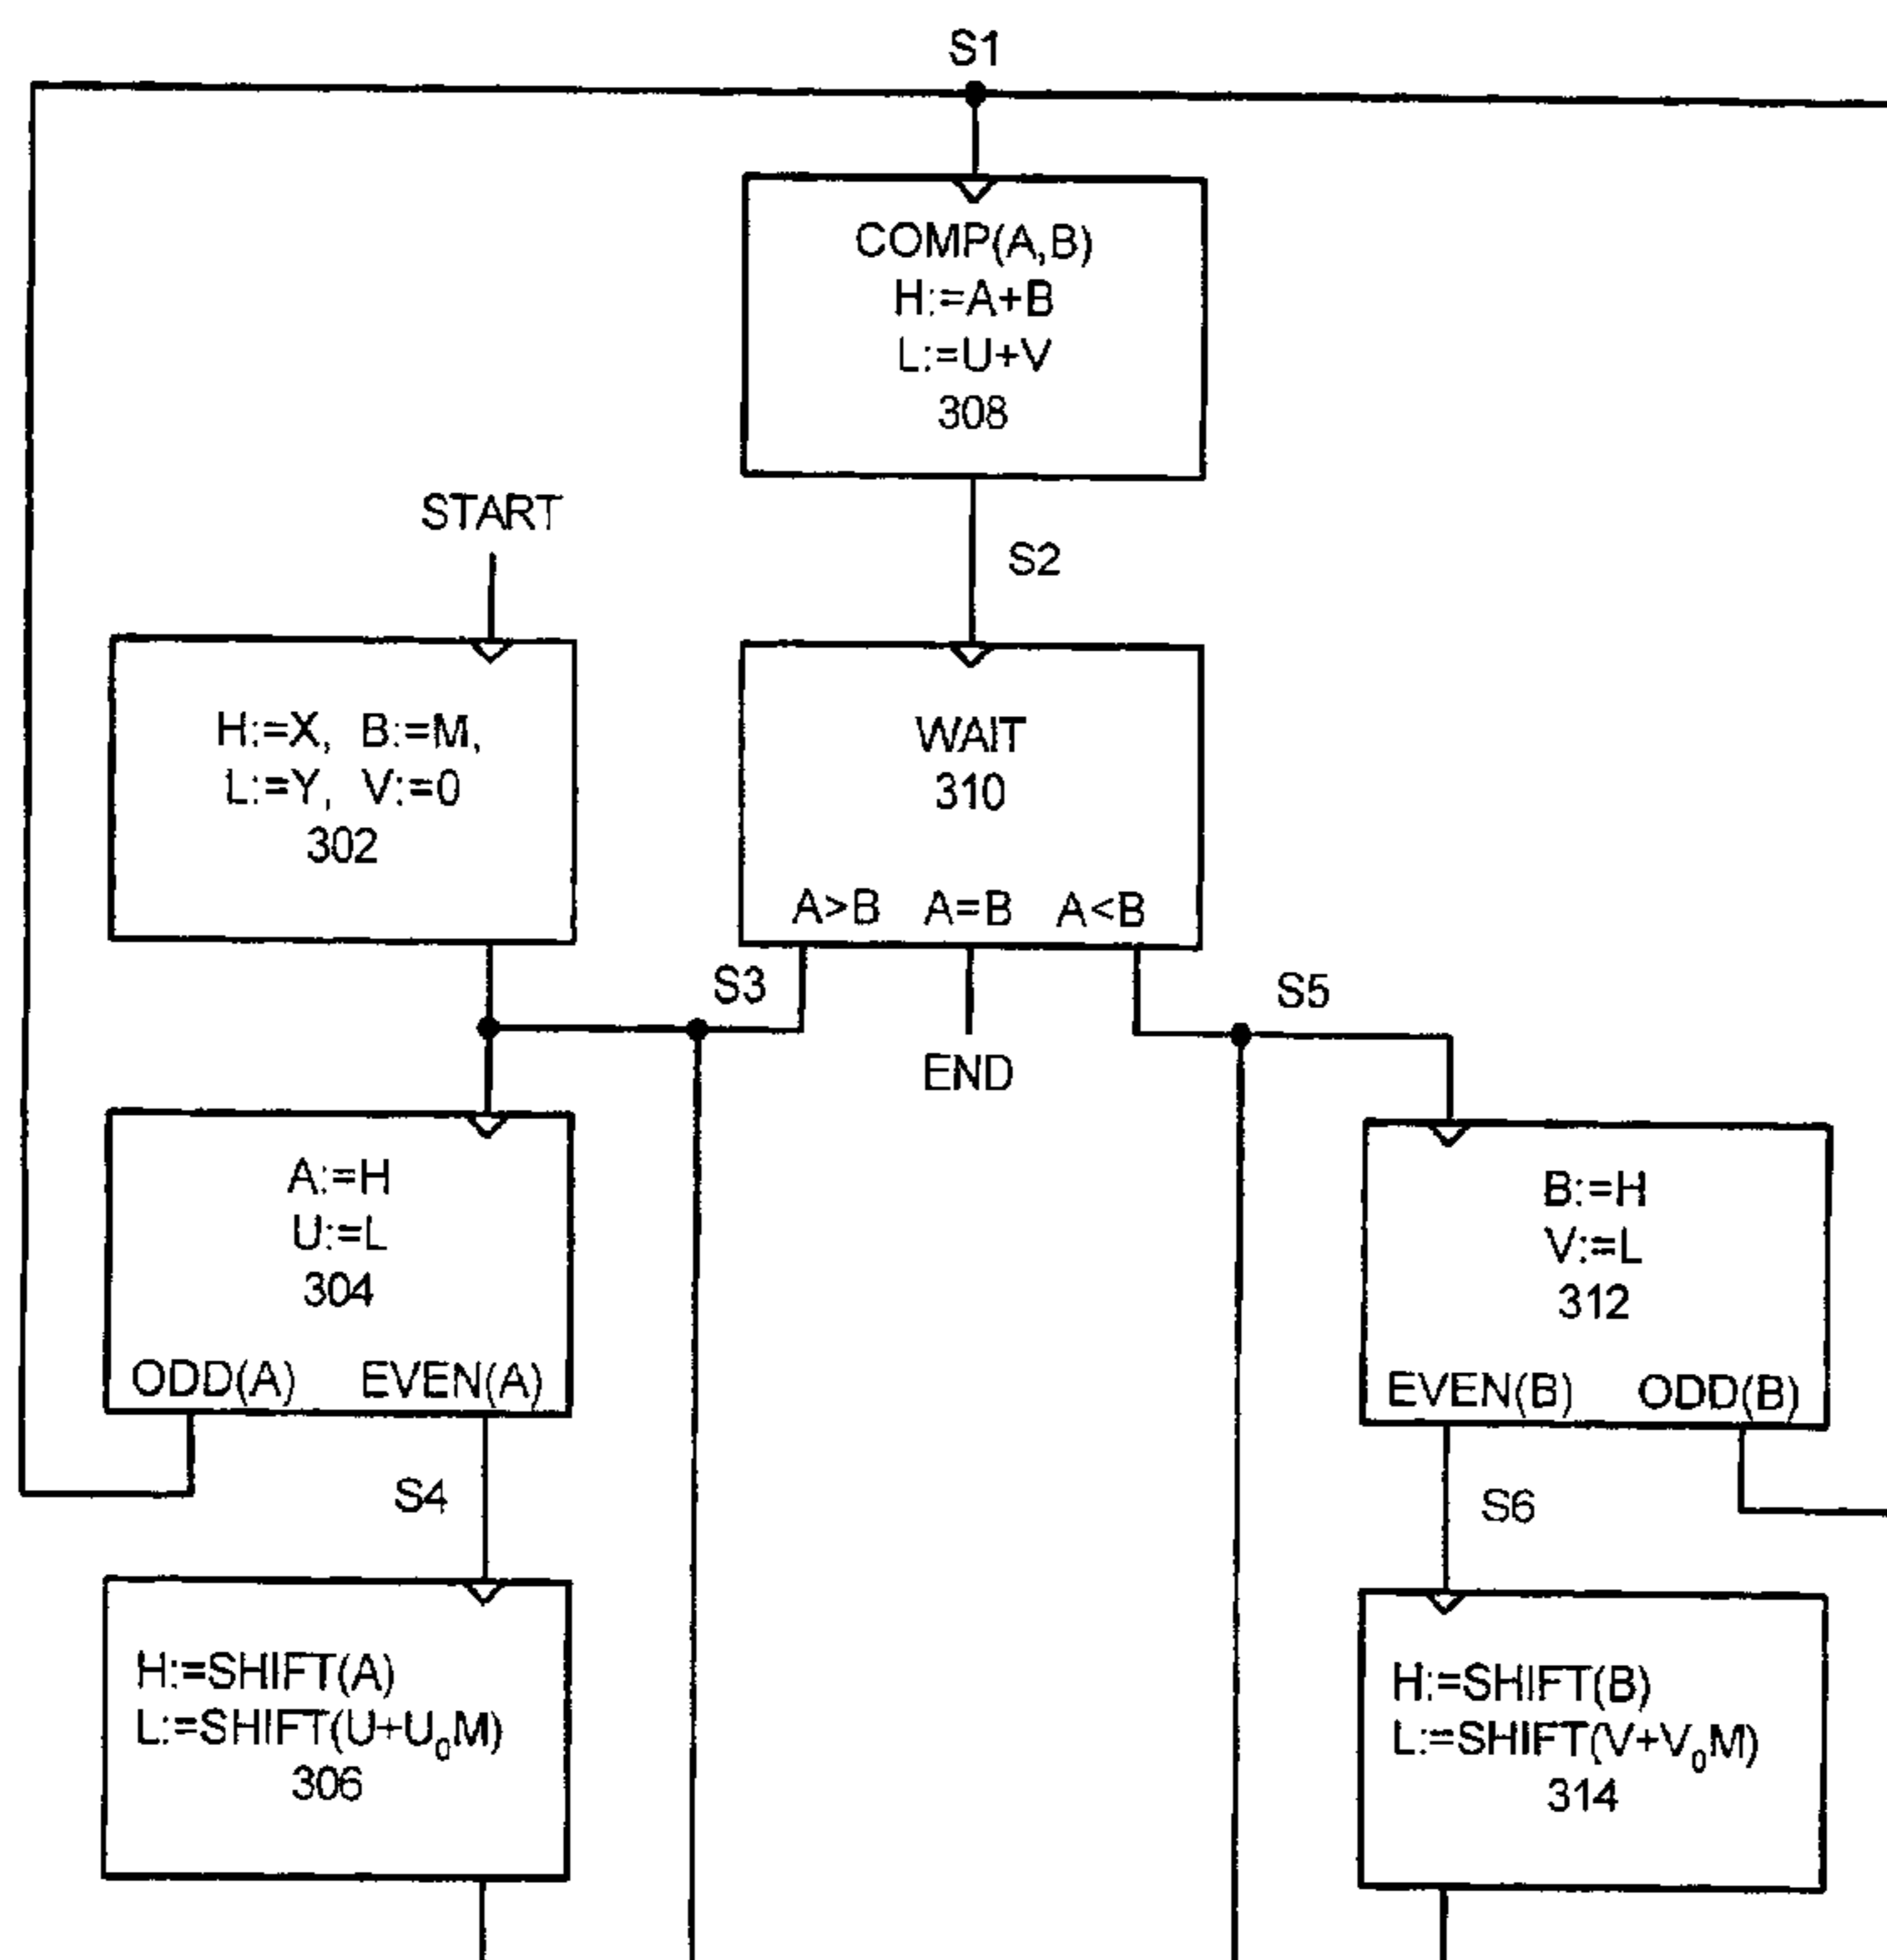 S1
COMP(A,B)
H:=A+B
L:=U+V
308
START
S2
H:=X, B:=M,
L:=Y, V:=0
302
WAIT
310
A>B A=B A<B
S3
S5
END
A:=H
U:=L
304
ODD(A) EVEN(A)
B:=H
V:=L
312
EVEN(B) ODD(B)
S4
S6
H:=SHIFT(A)
L:=SHIFT(U+U₀M)
306
H:=SHIFT(B)
L:=SHIFT(V+V₀M)
314